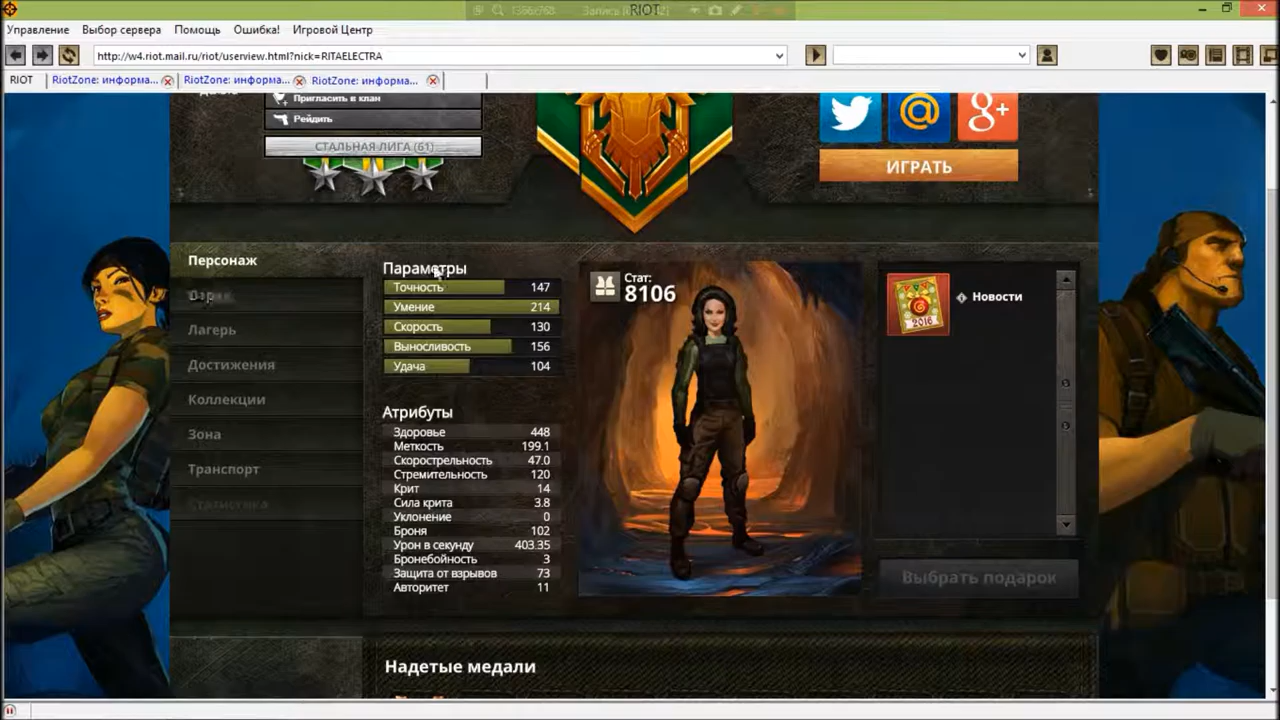 RIOT
Управление Выбор сервера Помощь Ошибка! Игровой Центр
http://w4.riot.mail.ru/riot/userview.html?nick=RITAELECTRA
RIOT RiotZone: информа... RiotZone: информа... RiotZone: информа...
Пригласить в клан
Рейдить
СТАЛЬНАЯ ЛИГА (61)
ИГРАТЬ
Персонаж
Лагерь
Достижения
Коллекции
Зона
Транспорт
Статистика
Параметры
Точность 147
Умение 214
Скорость 130
Выносливость 156
Удача 104
Атрибуты
Здоровье 448
Меткость 199.1
Скорострельность 47.0
Стремительность 120
Крит 14
Сила крита 3.8
Уклонение 0
Броня 102
Урон в секунду 403.35
Бронебойность 3
Защита от взрывов 73
Авторитет 11
Стат:
8106
2016
Новости
Выбрать подарок
Надетые медали